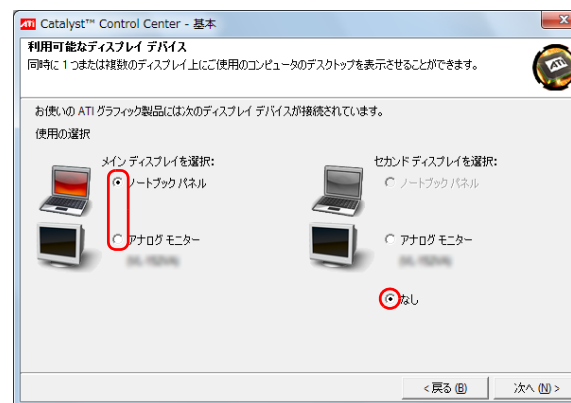 ATI Catalyst™ Control Center - 基本
利用可能なディスプレイ デバイス
同時に 1 つまたは複数のディスプレイ上にご使用のコンピュータのデスクトップを表示させることができます。
ATI
お使いの ATI グラフィック製品には次のディスプレイ デバイスが接続されています。
使用の選択
メイン ディスプレイを選択:
ノートブック パネル
アナログ モニター
セカンド ディスプレイを選択:
ノートブック パネル
アナログ モニター
なし
< 戻る (B)
次へ (N) >